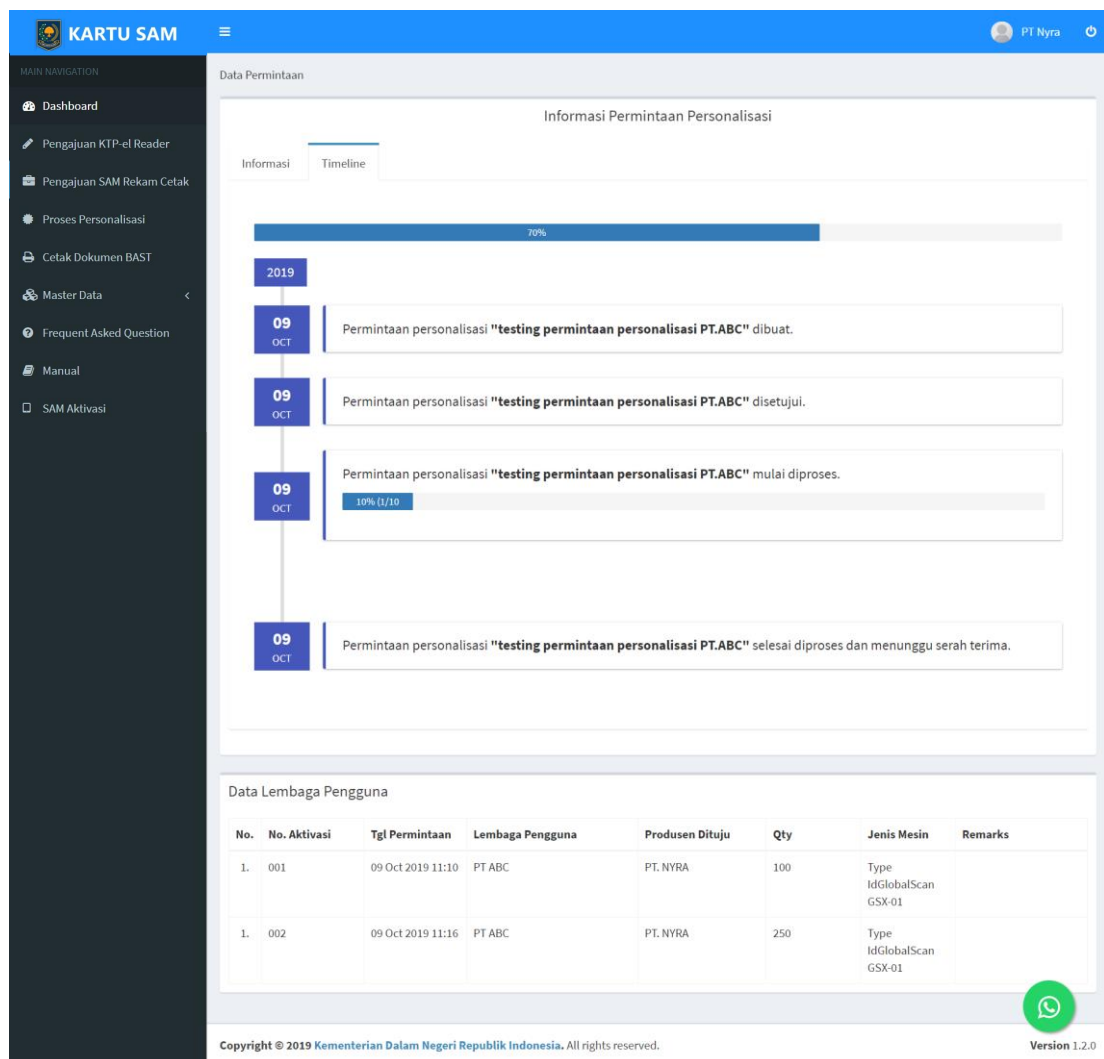 KARTU SAM
PT Nyra
MAIN NAVIGATION
Dashboard
Pengajuan KTP-el Reader
Pengajuan SAM Rekam Cetak
Proses Personalisasi
Cetak Dokumen BAST
Master Data
Frequent Asked Question
Manual
SAM Aktivasi
Data Permintaan
Informasi Permintaan Personalisasi
Informasi Timeline
70%
2019
09 OCT
Permintaan personalisasi "testing permintaan personalisasi PT.ABC" dibuat.
09 OCT
Permintaan personalisasi "testing permintaan personalisasi PT.ABC" disetujui.
09 OCT
Permintaan personalisasi "testing permintaan personalisasi PT.ABC" mulai diproses.
10% (1/10
09 OCT
Permintaan personalisasi "testing permintaan personalisasi PT.ABC" selesai diproses dan menunggu serah terima.
Data Lembaga Pengguna
No. No. Aktivasi Tgl Permintaan Lembaga Pengguna Produsen Dituju Qty Jenis Mesin Remarks
1. 001 09 Oct 2019 11:10 PT ABC PT. NYRA 100 Type
IdGlobalScan
GSX-01
1. 002 09 Oct 2019 11:16 PT ABC PT. NYRA 250 Type
IdGlobalScan
GSX-01
Copyright © 2019 Kementerian Dalam Negeri Republik Indonesia. All rights reserved. Version 1.2.0